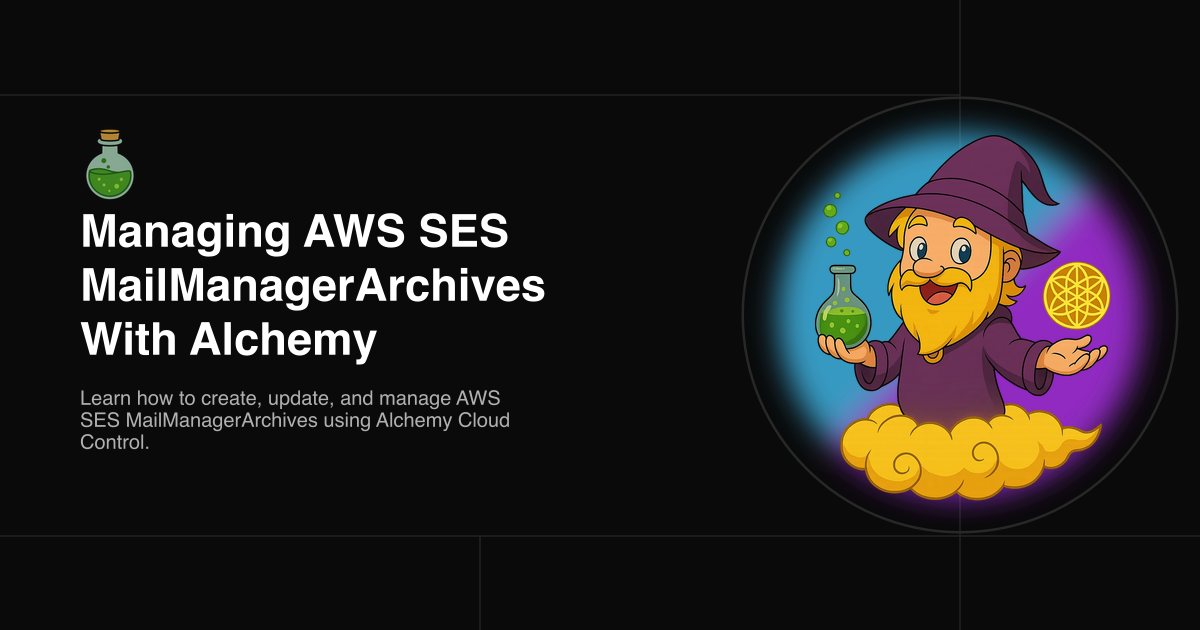 Managing AWS SES
MailManagerArchives
With Alchemy
Learn how to create, update, and manage AWS
SES MailManagerArchives using Alchemy Cloud
Control.